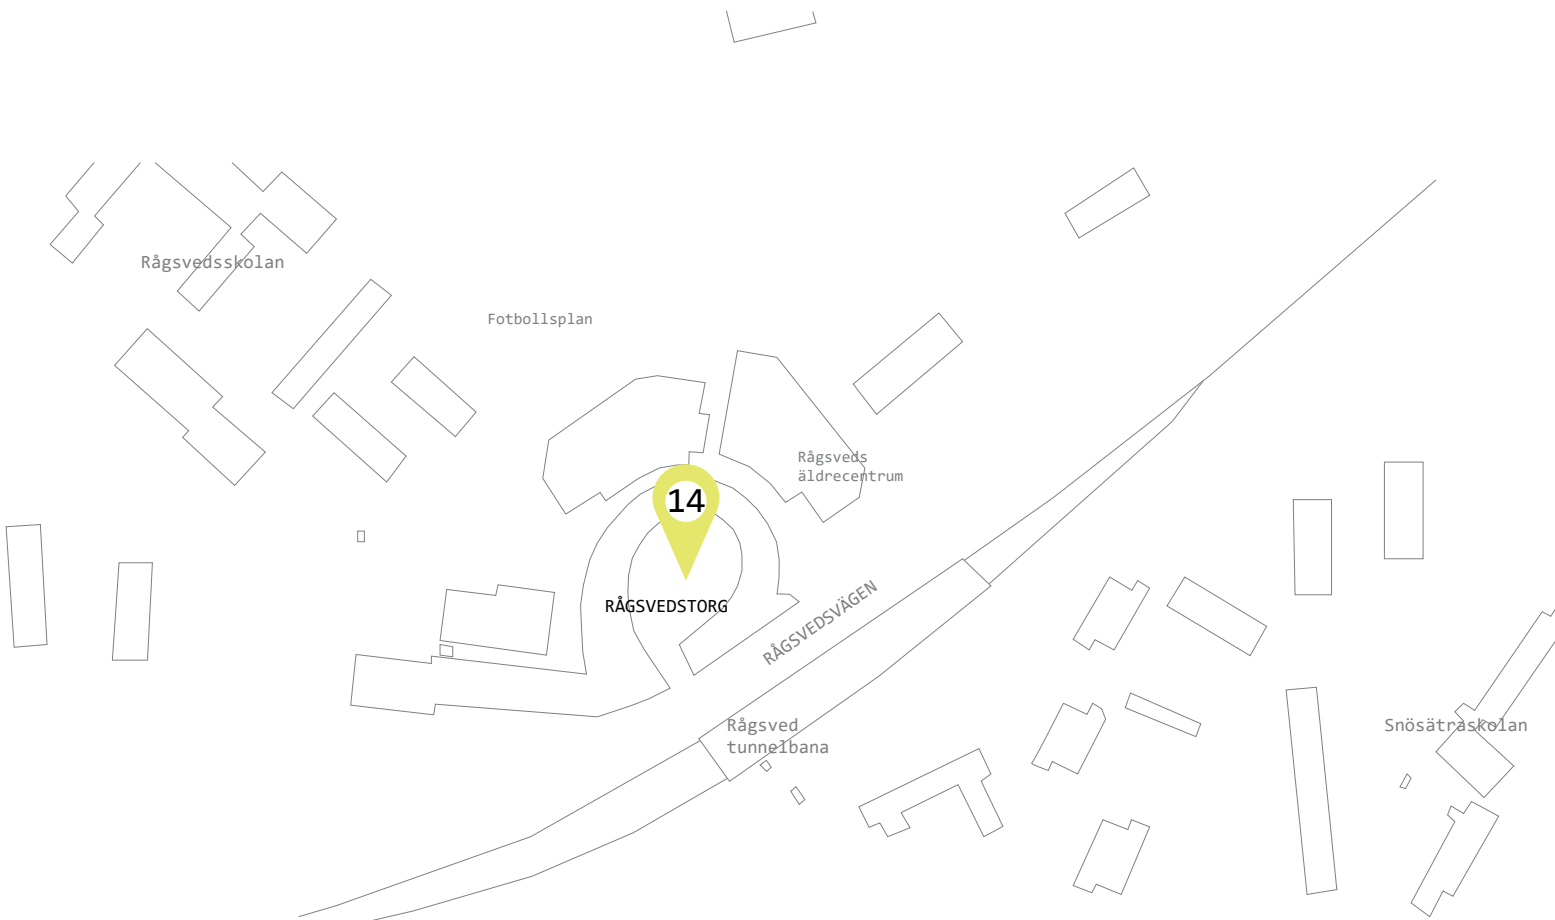 Rågsvedsskolan
Fotbollsplan
Rågsveds
äldrecentrum
14
RÅGSVEDSTORG
RÅGSVEDSVÄGEN
Rågsved
tunnelbana
Snösätraskolan